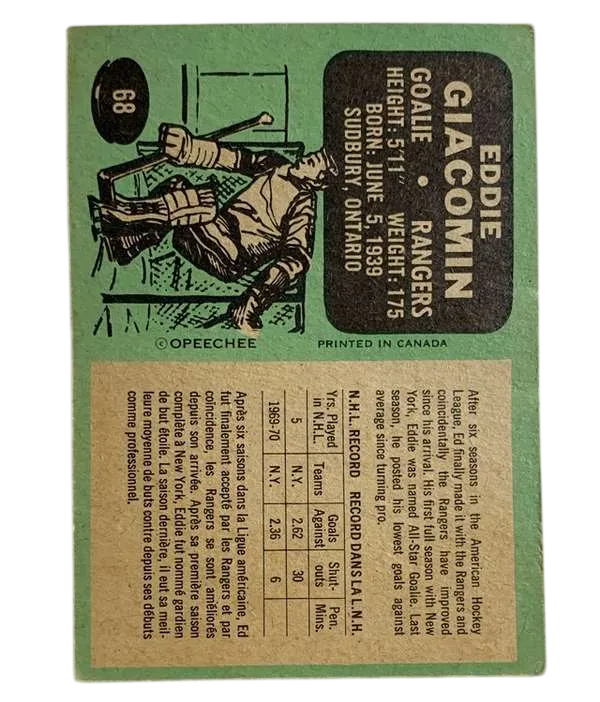 68
EDDIE
GIACOMIN
GOALIE • RANGERS
HEIGHT: 5'11" WEIGHT: 175
BORN: JUNE 5, 1939
SUDBURY, ONTARIO
© OPEECHEE PRINTED IN CANADA
After six seasons in the American Hockey
League, Ed finally made it with the Rangers and
coincidentally the Rangers have improved
since his arrival. His first full season with New
York, Eddie was named All-Star Goalie. Last
season, he posted his lowest goals against
average since turning pro.
N.H.L. RECORD RECORD DANS LA L.N.H.
Yrs. Played in N.H.L. Teams Goals Against Shut-outs Pen. Mins.
5 N.Y. 2.62 30
1969-70 N.Y. 2.36 6
Après six saisons dans la Ligue américaine, Ed
fut finalement accepté par les Rangers et par
coincidence, les Rangers se sont améliorés
depuis son arrivée. Après sa première saison
complète à New York, Eddie fut nommé gardien
de but étoile. La saison dernière, il eut sa meil-
leure moyenne de buts contre depuis ses débuts
comme professionnel.